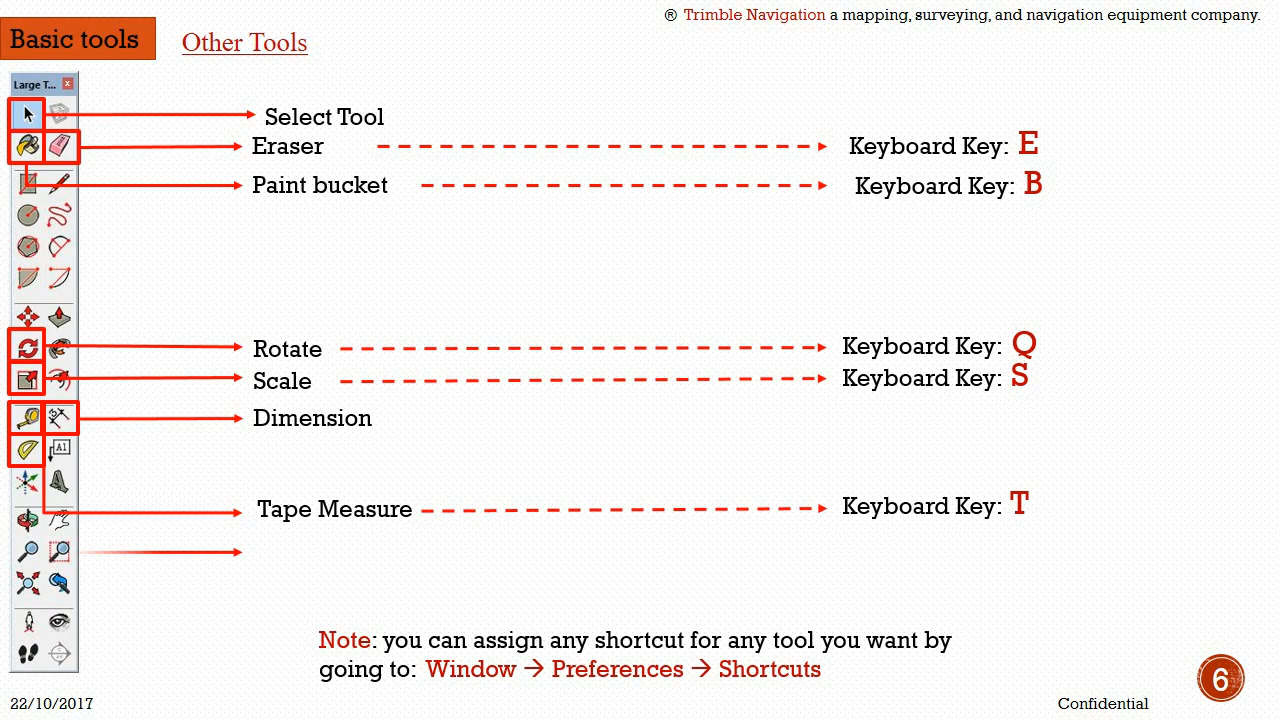 ® Trimble Navigation a mapping, surveying, and navigation equipment company.
Basic tools
Other Tools
Large T...
Select Tool
Eraser
Keyboard Key: E
Paint bucket
Keyboard Key: B
Rotate
Keyboard Key: Q
Scale
Keyboard Key: S
Dimension
A1
Tape Measure
Keyboard Key: T
Note: you can assign any shortcut for any tool you want by
going to: Window → Preferences → Shortcuts
6
22/10/2017
Confidential